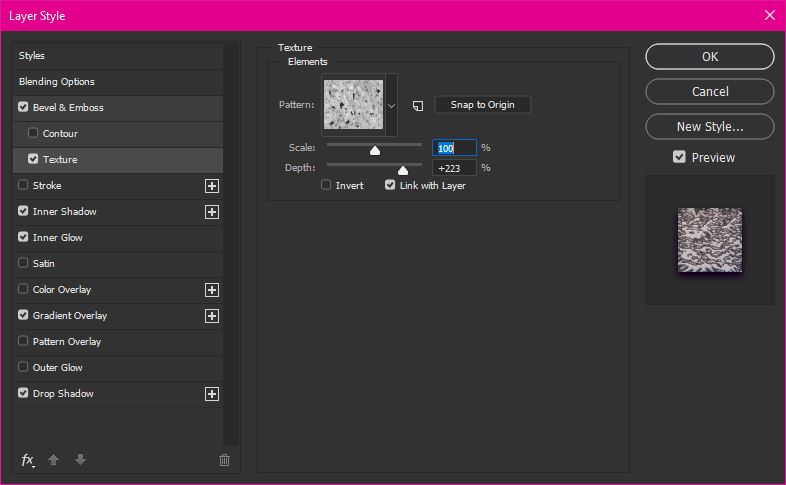 Layer Style
Styles
Blending Options
Bevel & Emboss
Contour
Texture
Stroke
Inner Shadow
Inner Glow
Satin
Color Overlay
Gradient Overlay
Pattern Overlay
Outer Glow
Drop Shadow
fx
Texture
Elements
Pattern:
Snap to Origin
Scale: 100 %
Depth: +223 %
Invert Link with Layer
OK
Cancel
New Style...
Preview